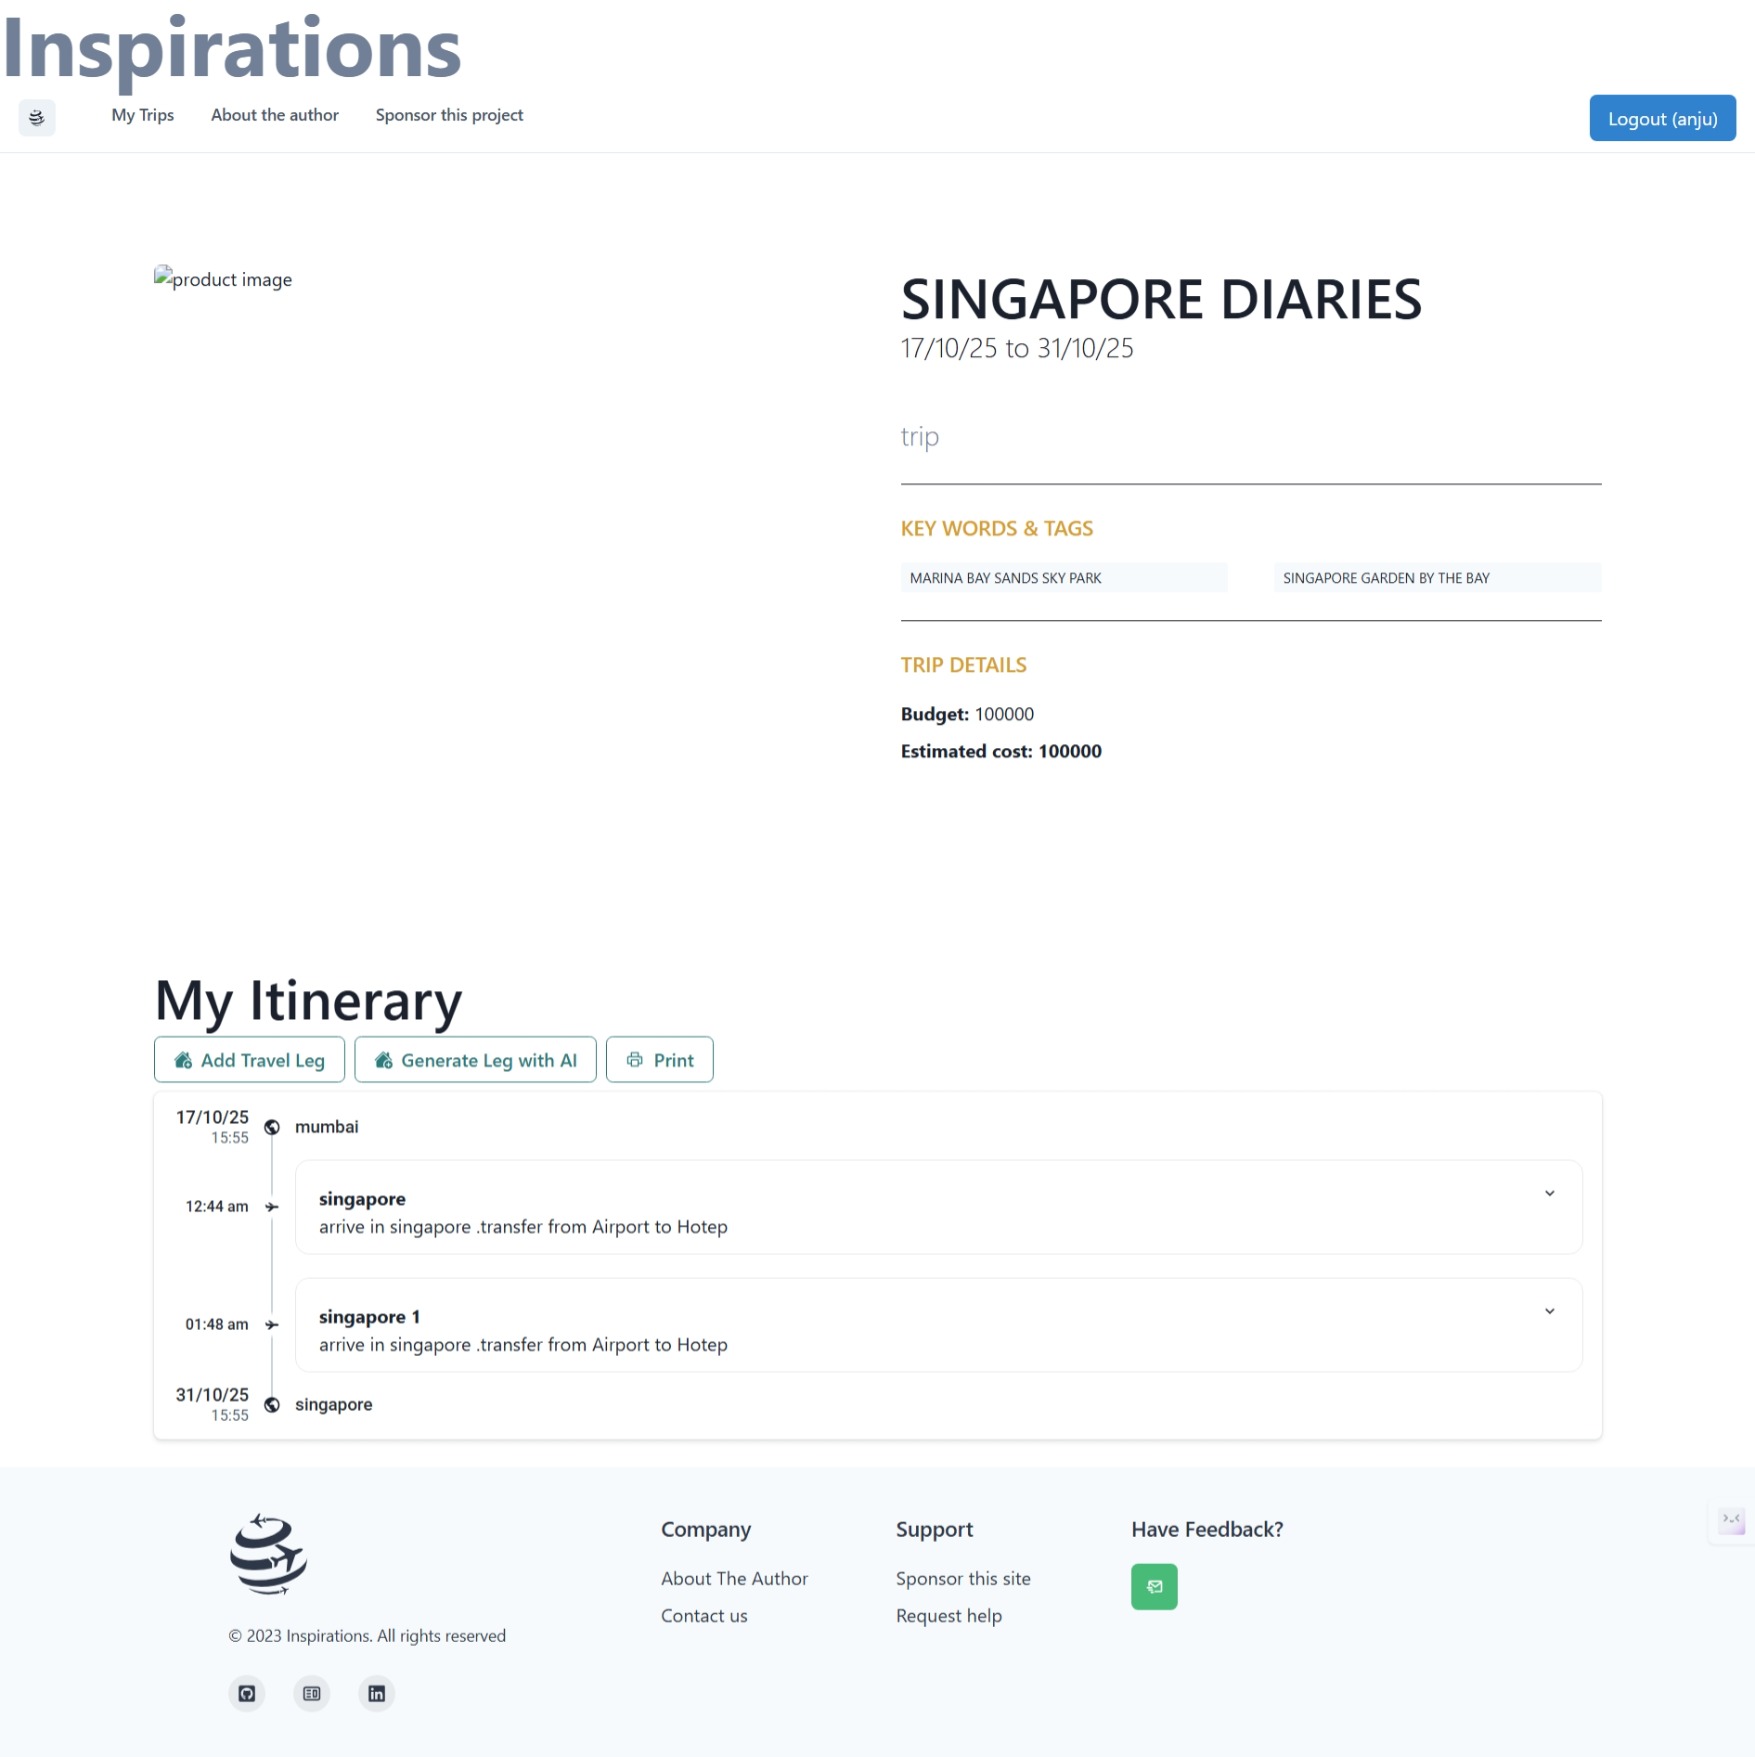 Inspirations
My Trips
About the author
Sponsor this project
Logout (anju)
product image
SINGAPORE DIARIES
17/10/25 to 31/10/25
trip
KEY WORDS & TAGS
MARINA BAY SANDS SKY PARK
SINGAPORE GARDEN BY THE BAY
TRIP DETAILS
Budget: 100000
Estimated cost: 100000
My Itinerary
Add Travel Leg
Generate Leg with AI
Print
17/10/25
15:55
mumbai
12:44 am
singapore
arrive in singapore .transfer from Airport to Hotep
01:48 am
singapore 1
arrive in singapore .transfer from Airport to Hotep
31/10/25
15:55
singapore
© 2023 Inspirations. All rights reserved
Company
About The Author
Contact us
Support
Sponsor this site
Request help
Have Feedback?